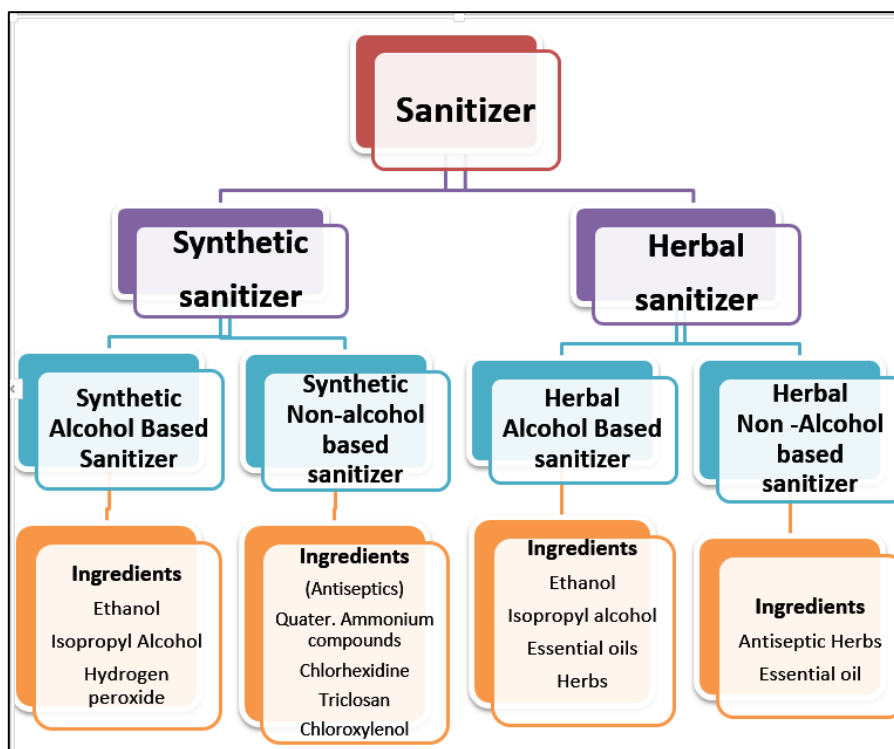 Sanitizer
Synthetic
sanitizer
Herbal
sanitizer
Synthetic
Alcohol Based
Sanitizer
Synthetic
Non-alcohol
based
sanitizer
Herbal
Alcohol Based
sanitizer
Herbal
Non -Alcohol
based
sanitizer
Ingredients
Ethanol
Isopropyl Alcohol
Hydrogen
peroxide
Ingredients
(Antiseptics)
Quater. Ammonium
compounds
Chlorhexidine
Triclosan
Chloroxylenol
Ingredients
Ethanol
Isopropyl alcohol
Essential oils
Herbs
Ingredients
Antiseptic Herbs
Essential oil